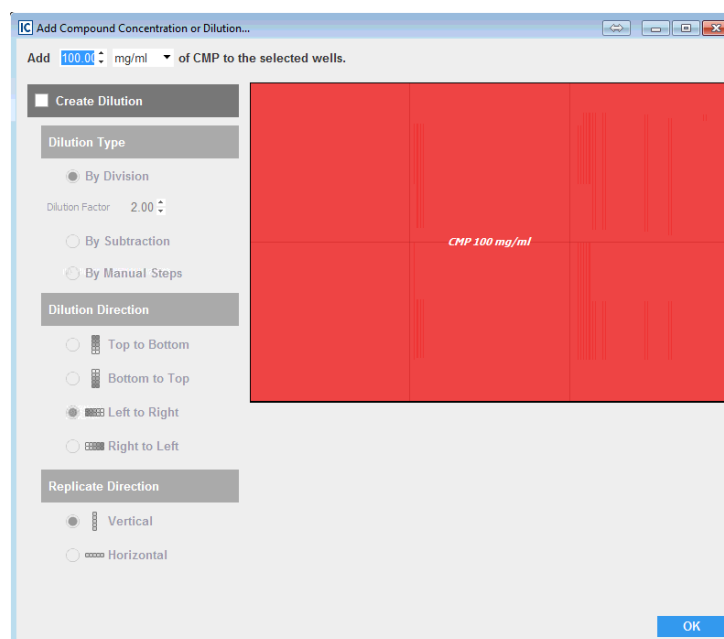 IC Add Compound Concentration or Dilution...
Add 100.00 mg/ml of CMP to the selected wells.
Create Dilution
Dilution Type
By Division
Dilution Factor 2.00
By Subtraction
By Manual Steps
Dilution Direction
Top to Bottom
Bottom to Top
Left to Right
Right to Left
Replicate Direction
Vertical
Horizontal
CMP 100 mg/ml
OK